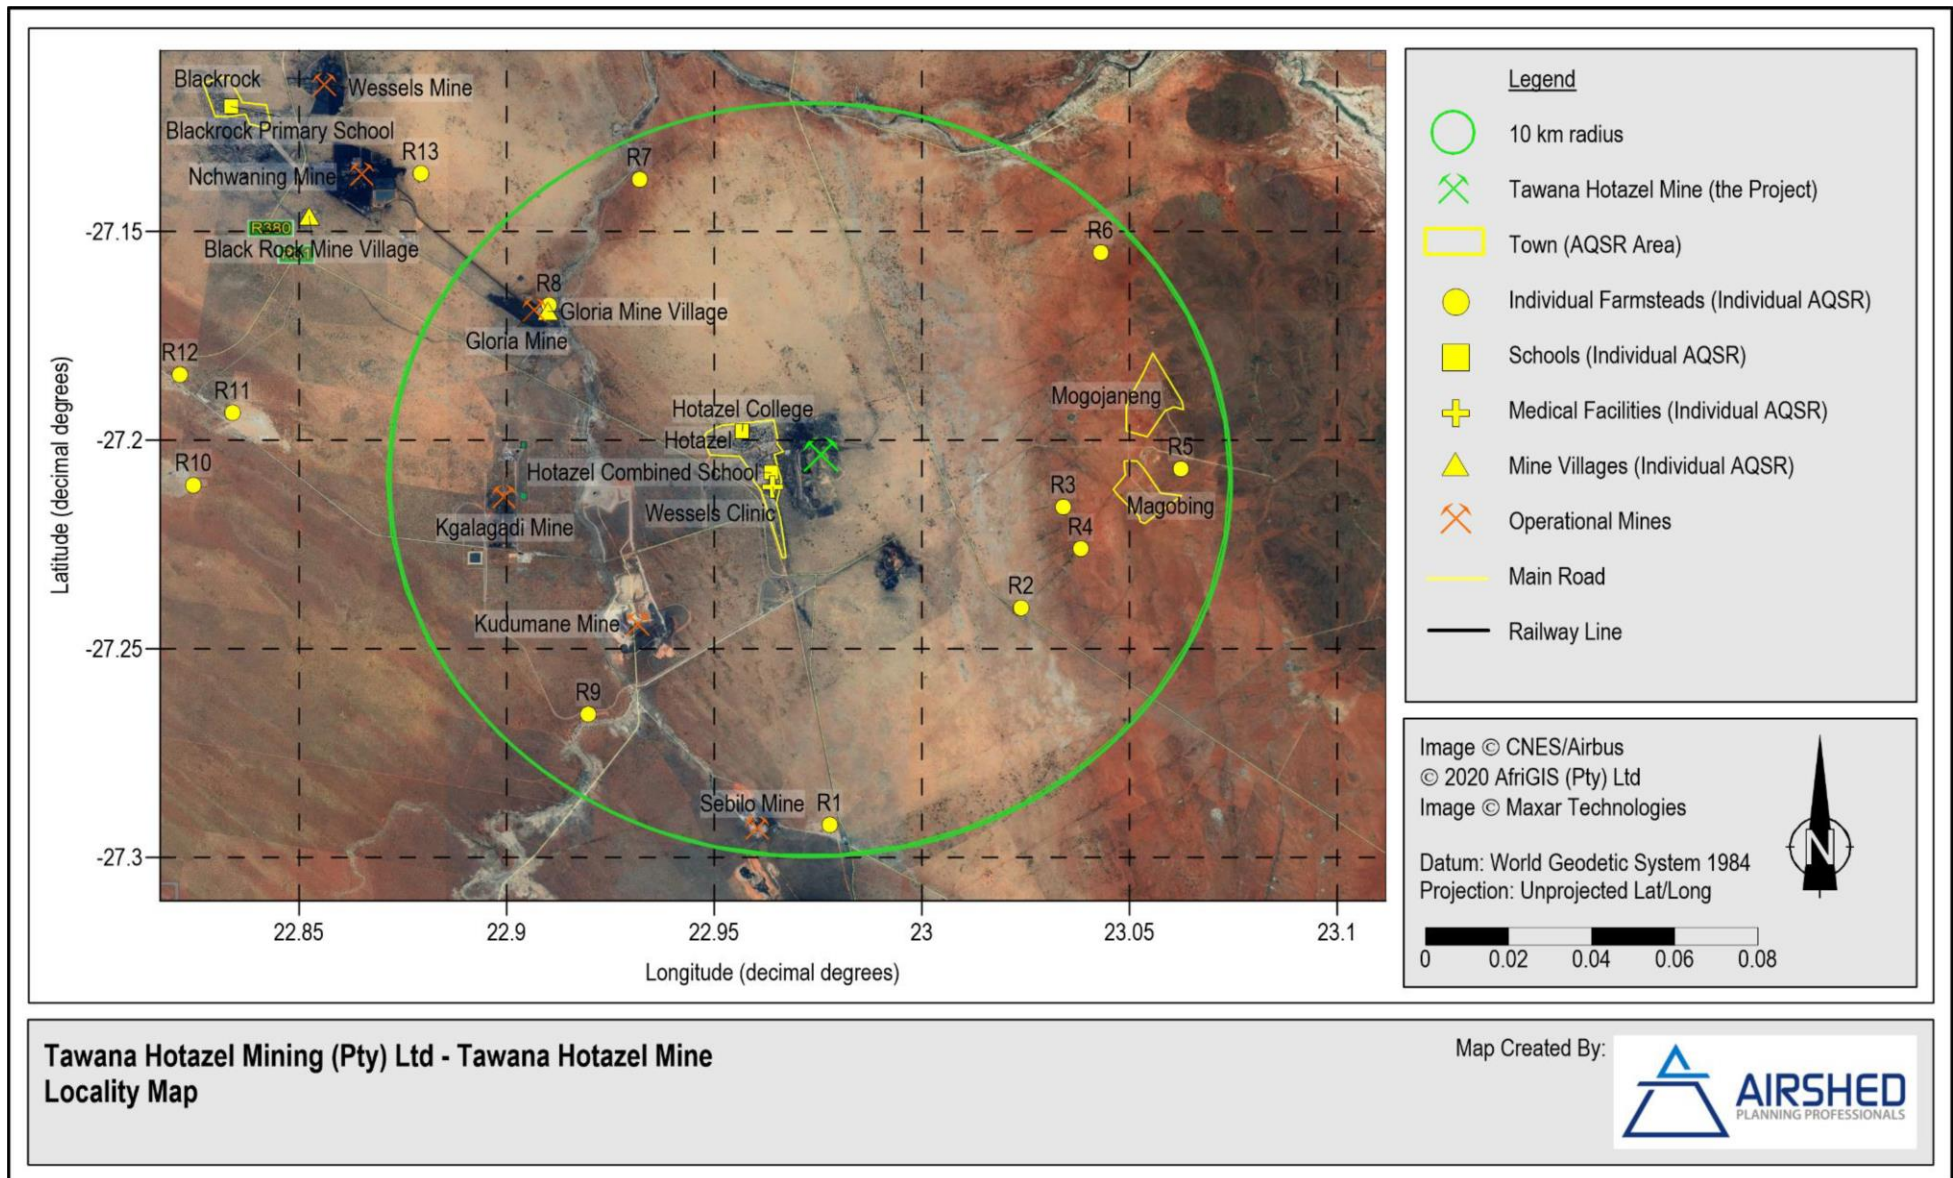 Blackrock
Wessels Mine
Blackrock Primary School
R13
R7
Nchwaning Mine
R380
Black Rock Mine Village
R6
R8
Gloria Mine Village
Gloria Mine
R12
R11
Mogojaneng
Hotazel College
Hotazel
R5
R10
Hotazel Combined School
R3
Wessels Clinic
Magobing
Kgalagadi Mine
R4
R2
Kudumane Mine
R9
Sebilo Mine
R1
Latitude (decimal degrees)
-27.15
-27.2
-27.25
-27.3
22.85
22.9
22.95
23
23.05
23.1
Longitude (decimal degrees)
Legend
10 km radius
Tawana Hotazel Mine (the Project)
Town (AQSR Area)
Individual Farmsteads (Individual AQSR)
Schools (Individual AQSR)
Medical Facilities (Individual AQSR)
Mine Villages (Individual AQSR)
Operational Mines
Main Road
Railway Line
Image © CNES/Airbus
© 2020 AfriGIS (Pty) Ltd
Image © Maxar Technologies
Datum: World Geodetic System 1984
Projection: Unprojected Lat/Long
N
0 0.02 0.04 0.06 0.08
Tawana Hotazel Mining (Pty) Ltd - Tawana Hotazel Mine
Locality Map
Map Created By:
AIRSHED
PLANNING PROFESSIONALS